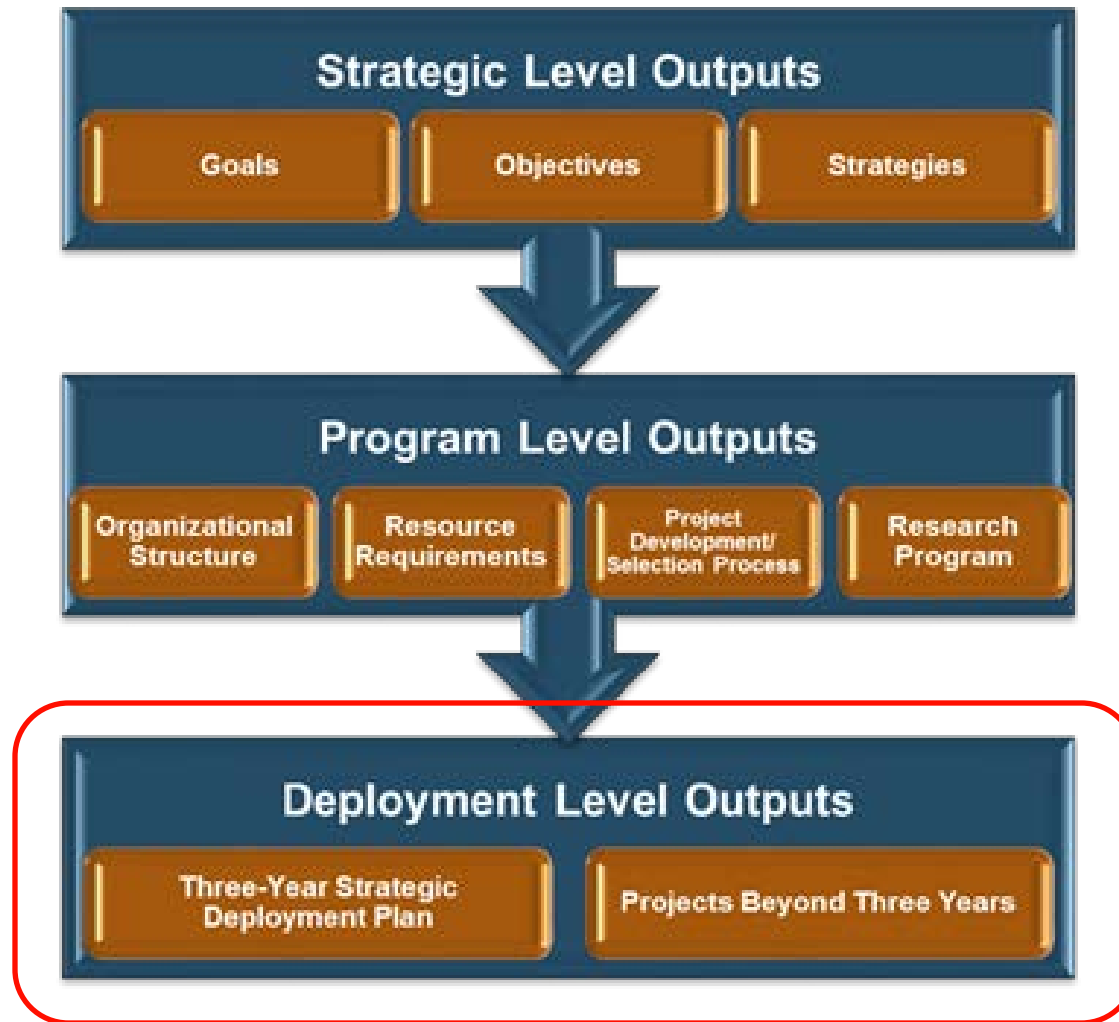 Strategic Level Outputs
Goals
Objectives
Strategies
Program Level Outputs
Organizational
Structure
Resource
Requirements
Project
Development/
Selection Process
Research
Program
Deployment Level Outputs
Three-Year Strategic
Deployment Plan
Projects Beyond Three Years